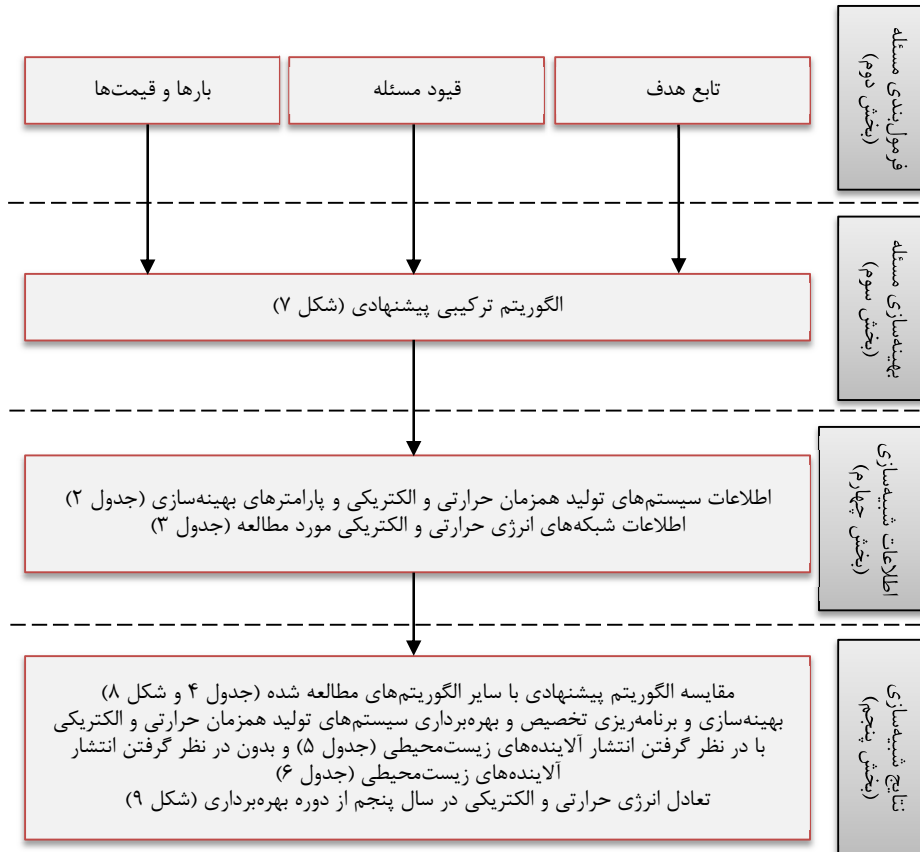 فرمول‌بندی مسئله
(بخش دوم)
تابع هدف
قیود مسئله
بارها و قیمت‌ها
بهینه‌سازی مسئله
(بخش سوم)
الگوریتم ترکیبی پیشنهادی (شکل ۷)
اطلاعات شبیه‌سازی
(بخش چهارم)
اطلاعات سیستم‌های تولید همزمان حرارتی و الکتریکی و پارامترهای بهینه‌سازی (جدول ۲)
اطلاعات شبکه‌های انرژی حرارتی و الکتریکی مورد مطالعه (جدول ۳)
نتایج شبیه‌سازی
(بخش پنجم)
مقایسه الگوریتم پیشنهادی با سایر الگوریتم‌های مطالعه شده (جدول ۴ و شکل ۸)
بهینه‌سازی و برنامه‌ریزی تخصیص و بهره‌برداری سیستم‌های تولید همزمان حرارتی و الکتریکی
با در نظر گرفتن انتشار آلاینده‌های زیست‌محیطی (جدول ۵) و بدون در نظر گرفتن انتشار
آلاینده‌های زیست‌محیطی (جدول ۶)
تعادل انرژی حرارتی و الکتریکی در سال پنجم از دوره بهره‌برداری (شکل ۹)